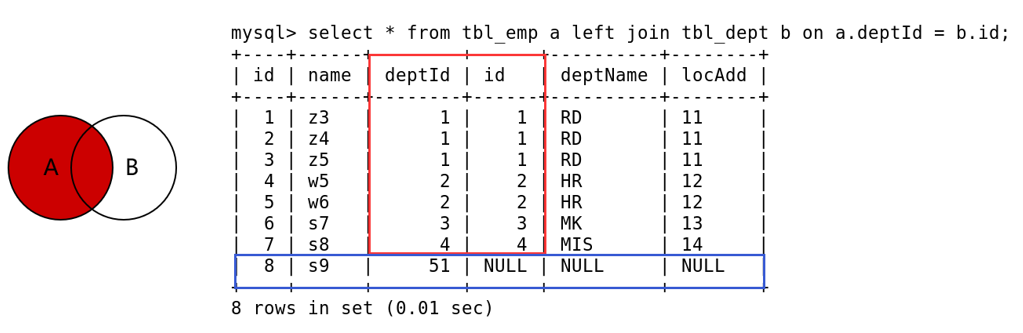 mysql> select * from tbl_emp a left join tbl_dept b on a.deptId = b.id;
+----+------+--------+------+----------+--------+
| id | name | deptId | id   | deptName | locAdd |
+----+------+--------+------+----------+--------+
|  1 | z3   |      1 |    1 | RD       | 11     |
|  2 | z4   |      1 |    1 | RD       | 11     |
|  3 | z5   |      1 |    1 | RD       | 11     |
A B
|  4 | w5   |      2 |    2 | HR       | 12     |
|  5 | w6   |      2 |    2 | HR       | 12     |
|  6 | s7   |      3 |    3 | MK       | 13     |
|  7 | s8   |      4 |    4 | MIS      | 14     |
|  8 | s9   |     51 | NULL | NULL     | NULL   |
8 rows in set (0.01 sec)